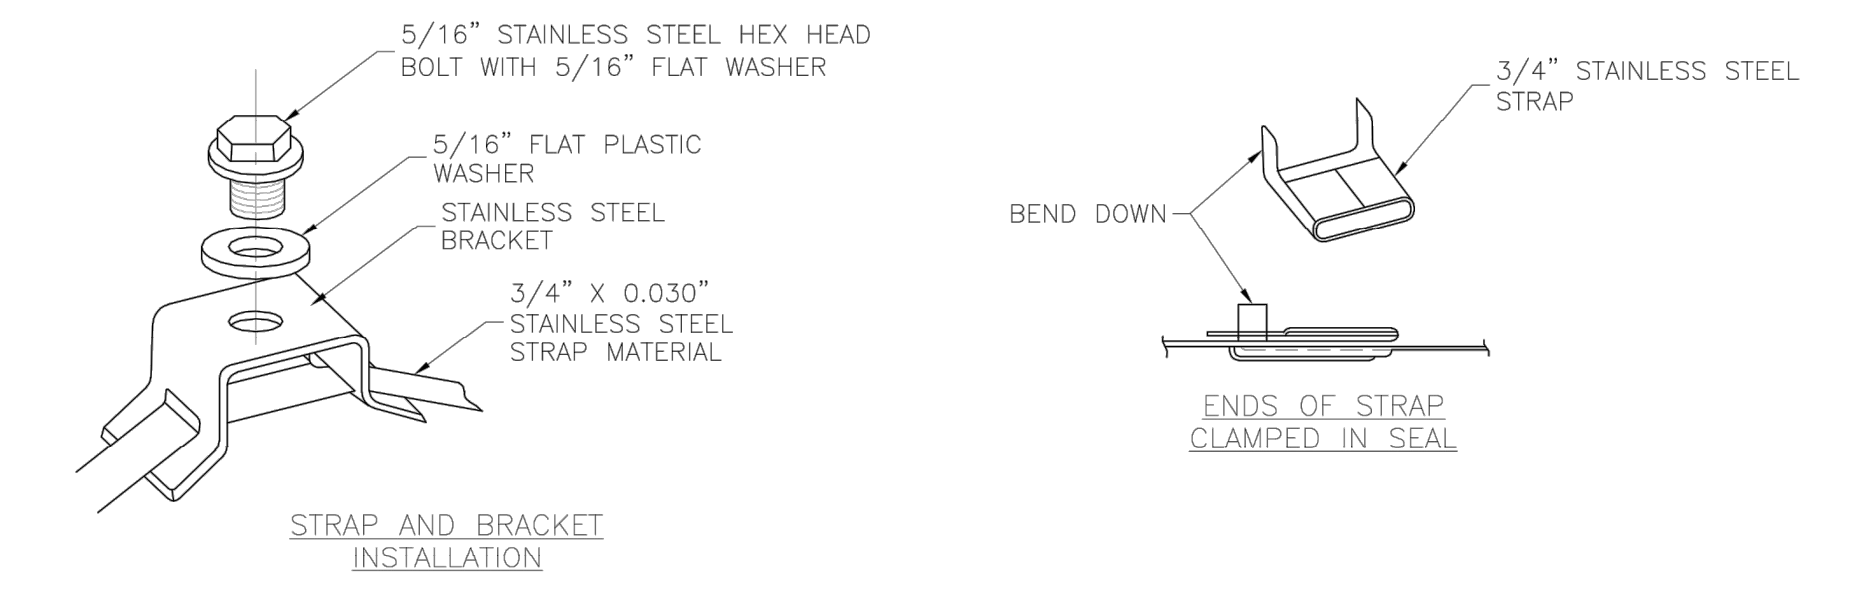 5/16” STAINLESS STEEL HEX HEAD
BOLT WITH 5/16” FLAT WASHER
5/16” FLAT PLASTIC
WASHER
STAINLESS STEEL
BRACKET
3/4” X 0.030”
STAINLESS STEEL
STRAP MATERIAL
STRAP AND BRACKET
INSTALLATION
3/4” STAINLESS STEEL
STRAP
BEND DOWN
ENDS OF STRAP
CLAMPED IN SEAL